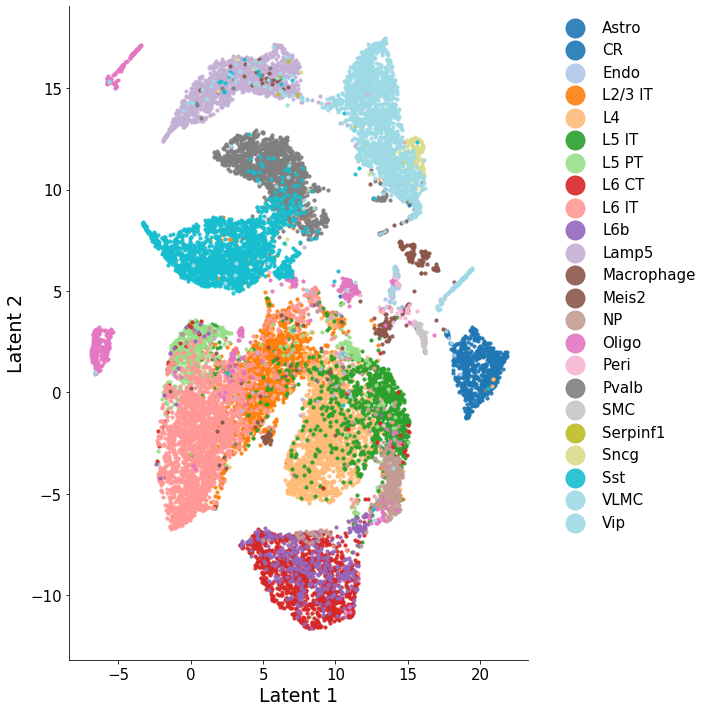 Latent 2
15
10
5
0
−5
−10
−5
0
5
10
15
20
Latent 1
Astro
CR
Endo
L2/3 IT
L4
L5 IT
L5 PT
L6 CT
L6 IT
L6b
Lamp5
Macrophage
Meis2
NP
Oligo
Peri
Pvalb
SMC
Serpinf1
Sncg
Sst
VLMC
Vip